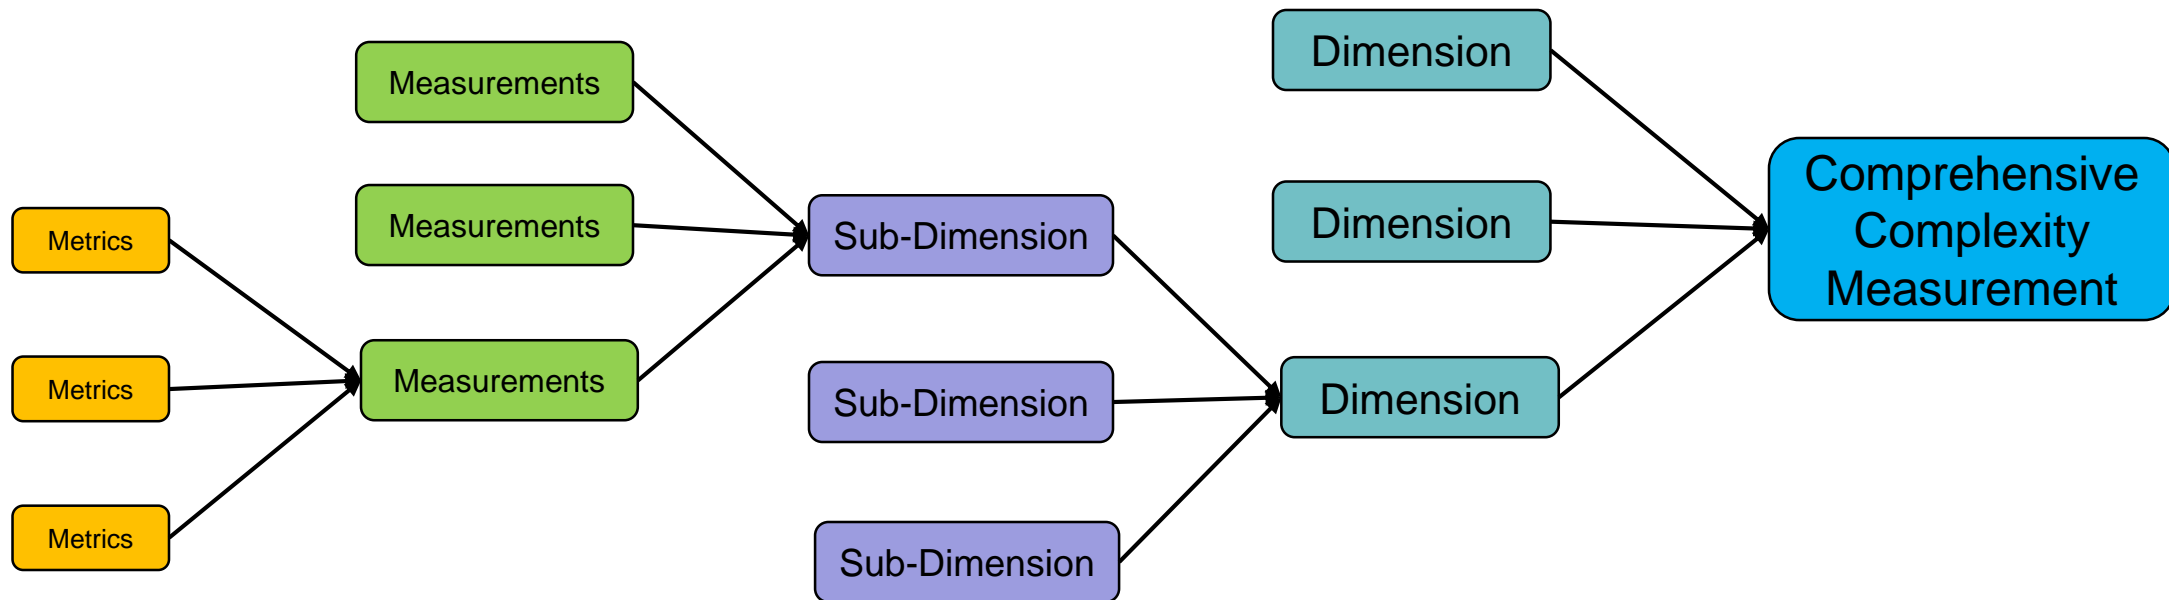 Metrics
Metrics
Metrics
Measurements
Measurements
Measurements
Sub-Dimension
Sub-Dimension
Sub-Dimension
Dimension
Dimension
Dimension
Comprehensive
Complexity
Measurement